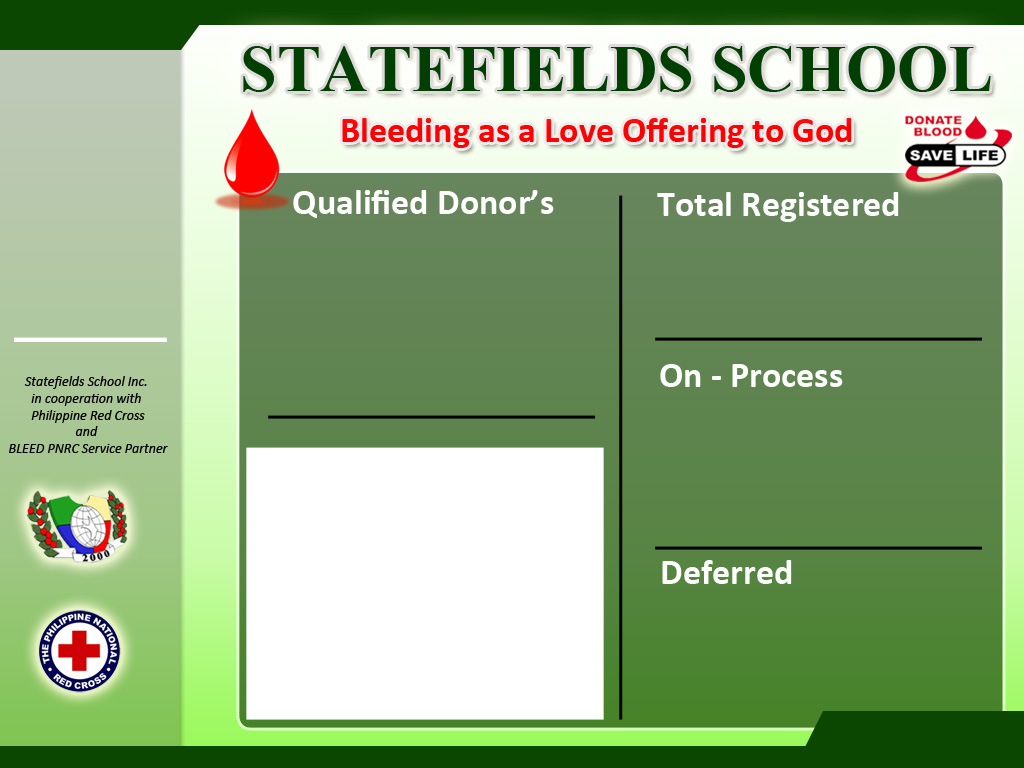 STATEFIELDS SCHOOL
Bleeding as a Love Offering to God
DONATE
BLOOD
SAVE LIFE
Qualified Donor’s
Total Registered
On - Process
Deferred
Statefields School Inc.
in cooperation with
Philippine Red Cross
and
BLEED PNRC Service Partner
2000
THE PHILIPPINE NATIONAL
RED CROSS